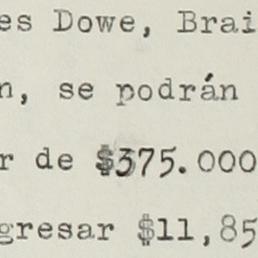 es Dowe, Brai
n, se podrán
r de $375.000
gresar $11,85